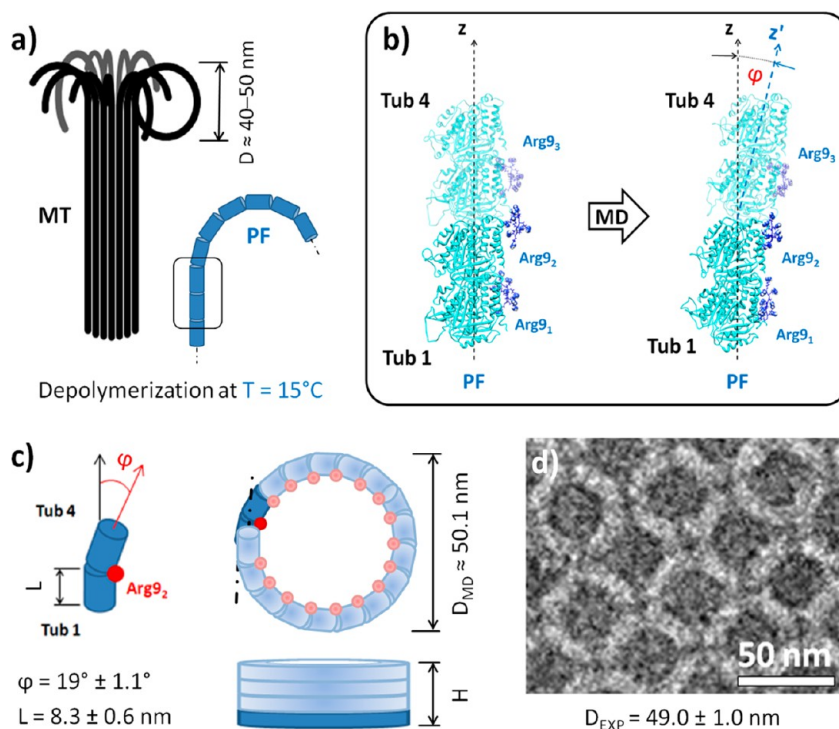 a)
D ≈ 40–50 nm
MT
PF
Depolymerization at T = 15°C
b)
z
Tub 4
Arg9₃
Arg9₂
Arg9₁
Tub 1
PF
MD
z
z'
φ
Tub 4
Arg9₃
Arg9₂
Arg9₁
Tub 1
PF
c)
φ
Tub 4
L
Arg9₂
Tub 1
φ = 19° ± 1.1°
L = 8.3 ± 0.6 nm
D_MD ≈ 50.1 nm
H
d)
50 nm
D_EXP = 49.0 ± 1.0 nm